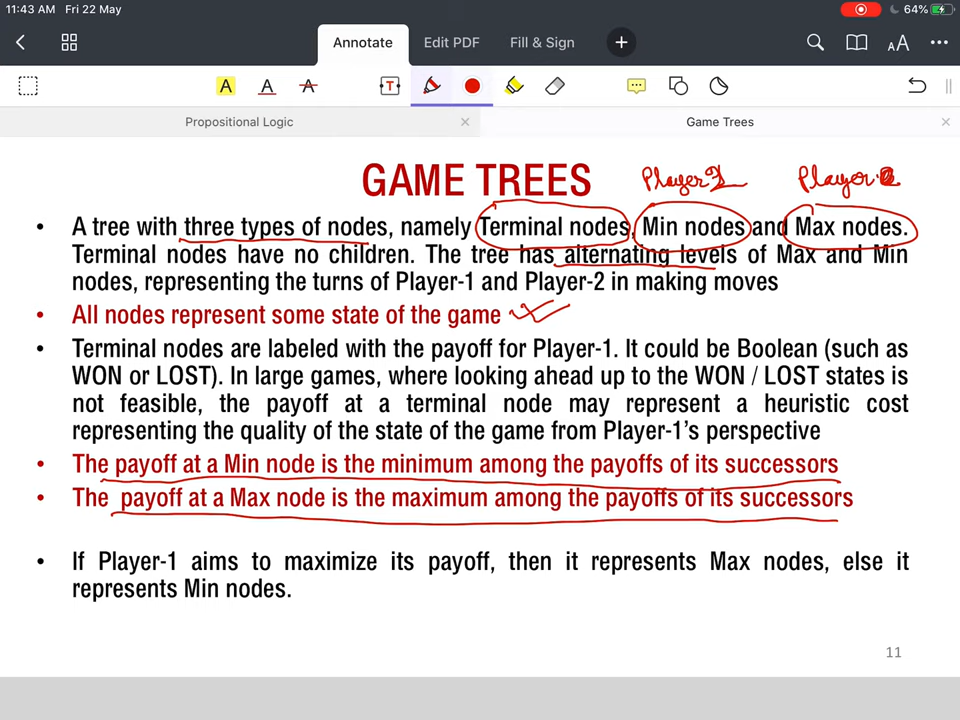 11:43 AM Fri 22 May
64%
Annotate
Edit PDF
Fill & Sign
Propositional Logic
Game Trees
GAME TREES
Player 1
Player 2
• A tree with three types of nodes, namely Terminal nodes, Min nodes and Max nodes.
Terminal nodes have no children. The tree has alternating levels of Max and Min
nodes, representing the turns of Player-1 and Player-2 in making moves
• All nodes represent some state of the game
• Terminal nodes are labeled with the payoff for Player-1. It could be Boolean (such as
WON or LOST). In large games, where looking ahead up to the WON / LOST states is
not feasible, the payoff at a terminal node may represent a heuristic cost
representing the quality of the state of the game from Player-1's perspective
• The payoff at a Min node is the minimum among the payoffs of its successors
• The payoff at a Max node is the maximum among the payoffs of its successors
• If Player-1 aims to maximize its payoff, then it represents Max nodes, else it
represents Min nodes.
11